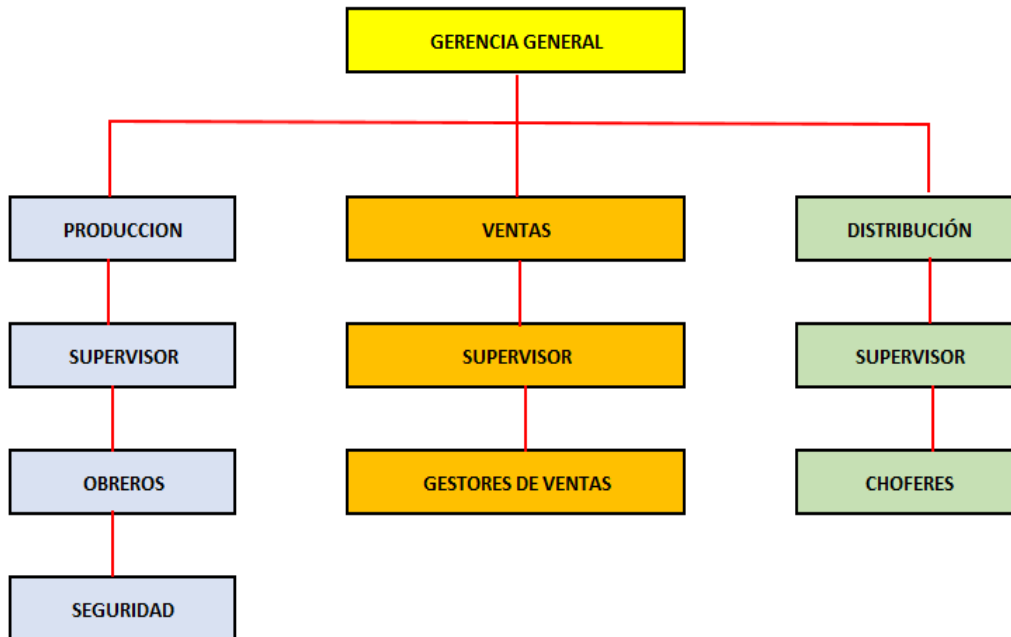 GERENCIA GENERAL
PRODUCCION
VENTAS
DISTRIBUCIÓN
SUPERVISOR
SUPERVISOR
SUPERVISOR
OBREROS
GESTORES DE VENTAS
CHOFERES
SEGURIDAD